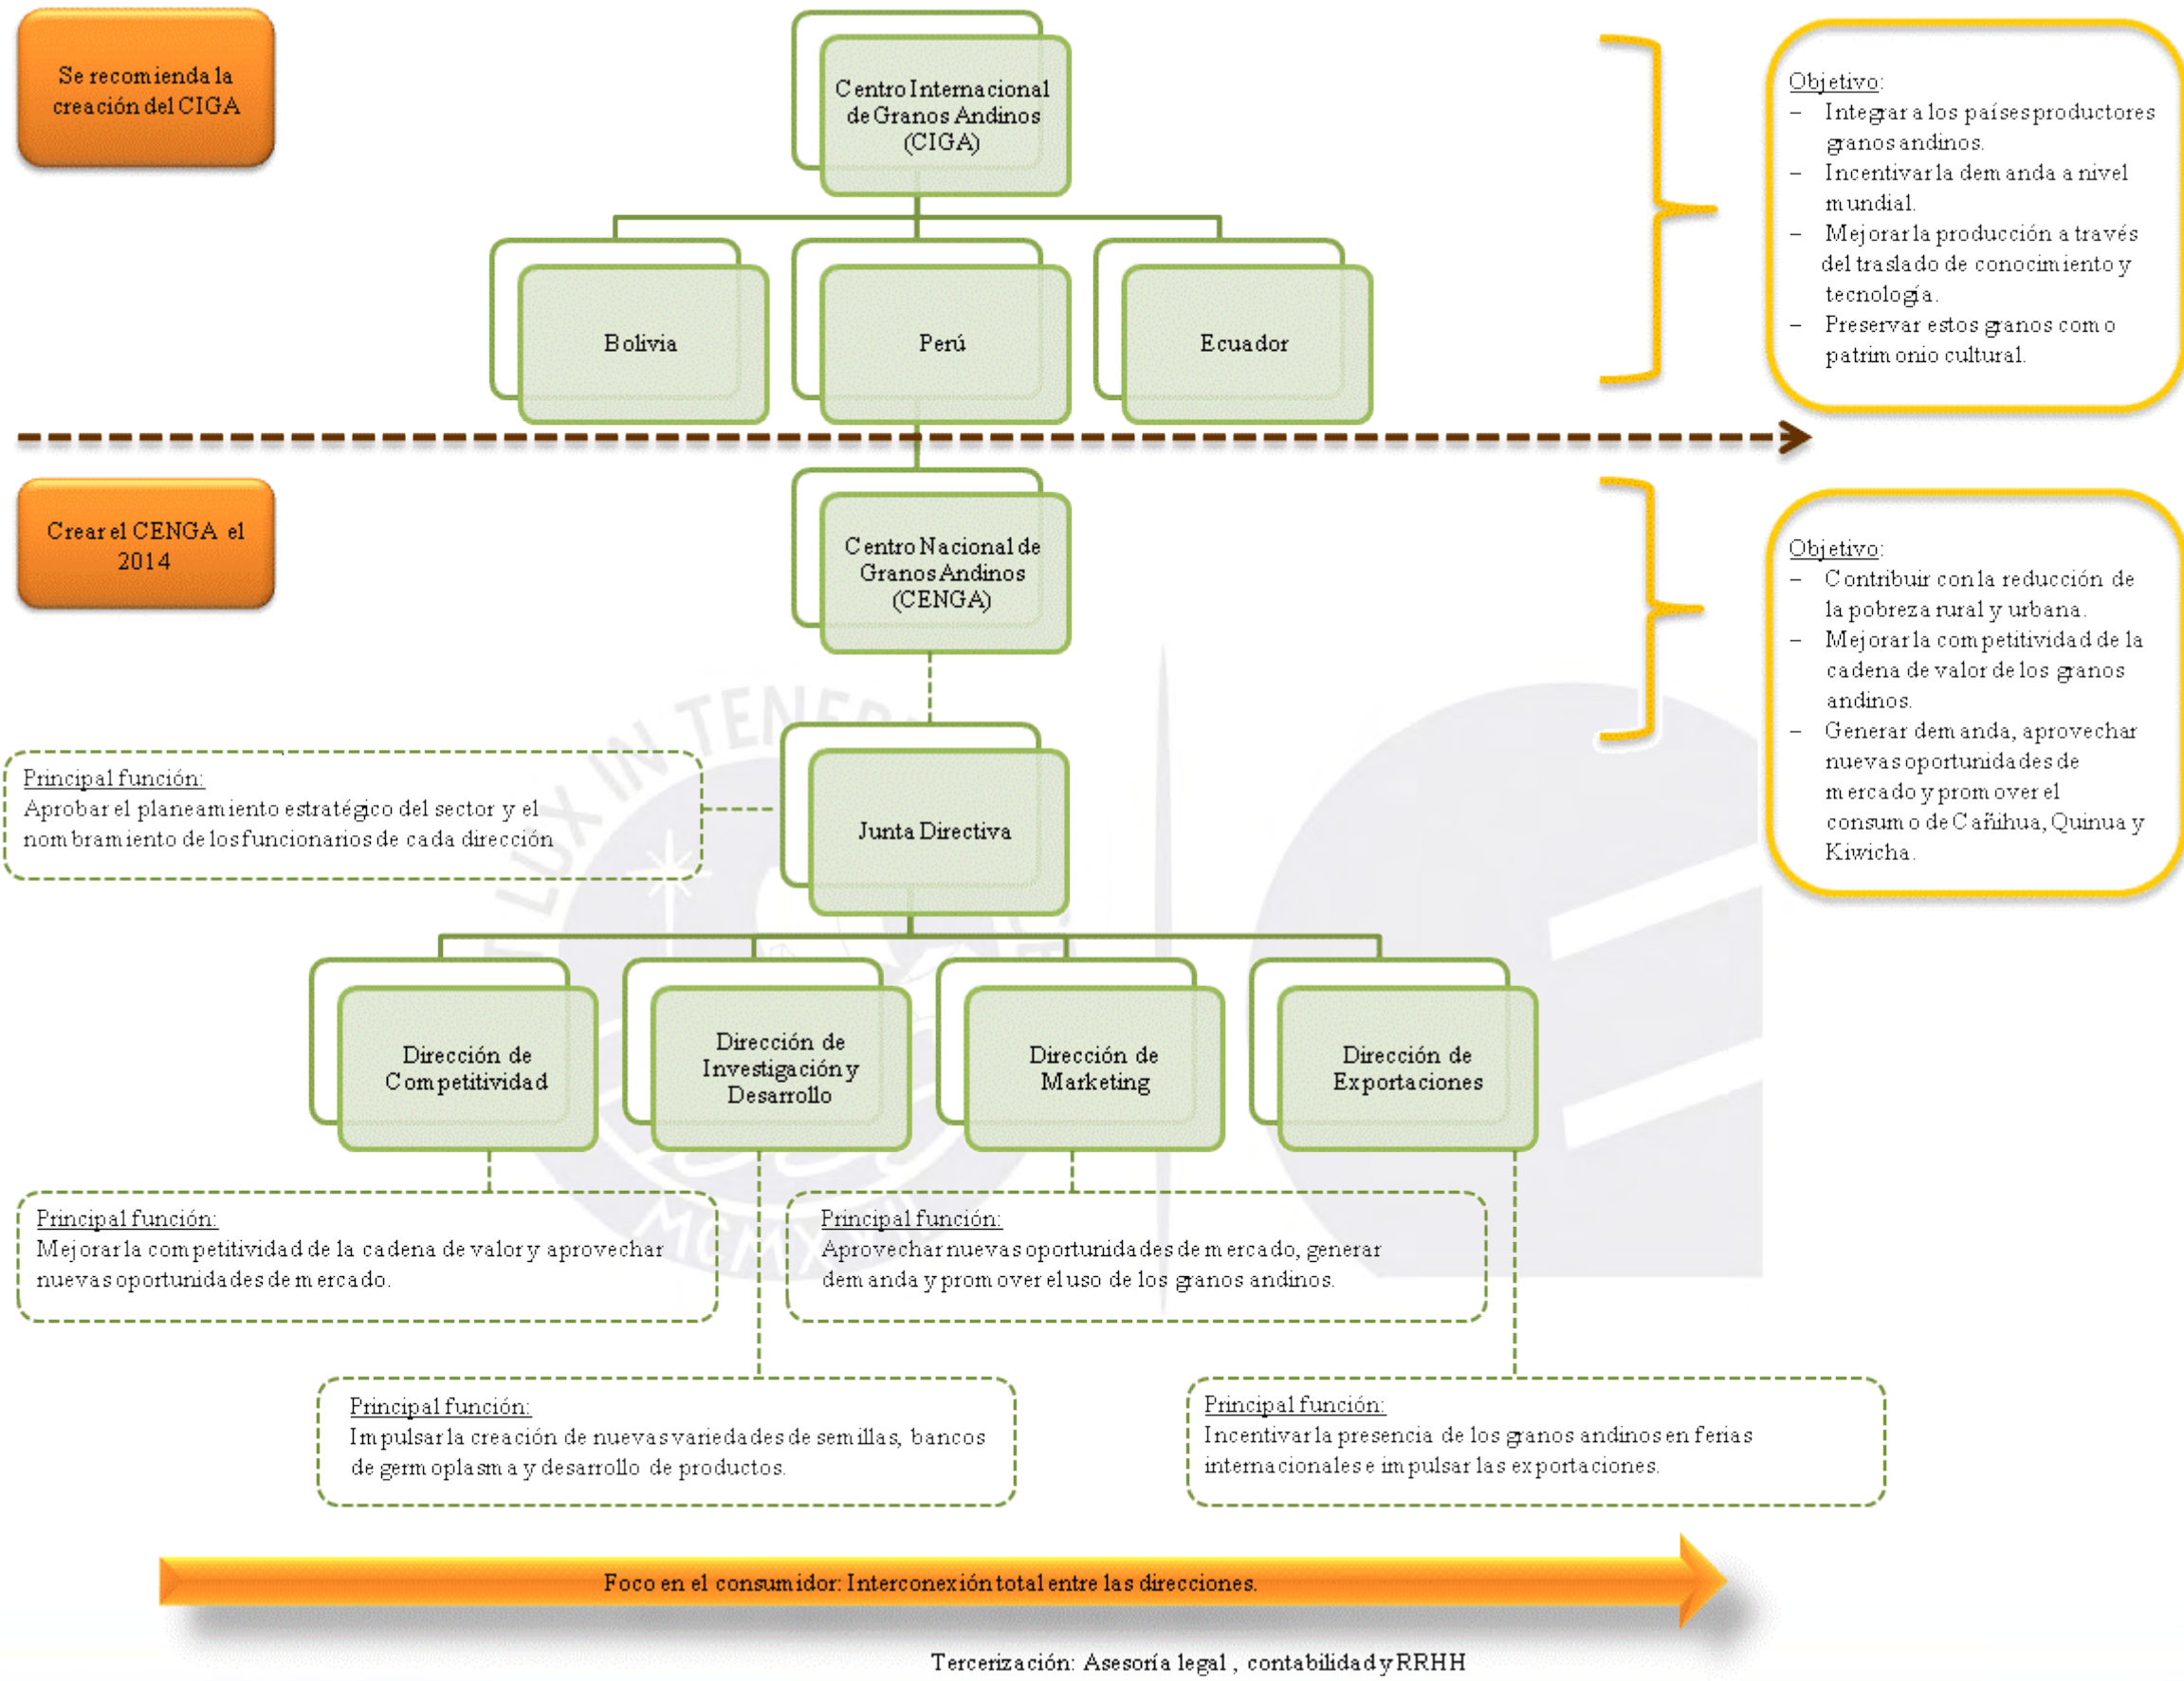 Se recomienda la
creación del CIGA
Centro Internacional
de Granos Andinos
(CIGA)
Objetivo:
– Integrar a los países productores
granos andinos.
– Incentivar la demanda a nivel
mundial.
– Mejorar la producción a través
del traslado de conocimiento y
tecnología.
– Preservar estos granos como
patrimonio cultural.
Bolivia
Perú
Ecuador
Crear el CENGA el
2014
Centro Nacional de
Granos Andinos
(CENGA)
Objetivo:
– Contribuir con la reducción de
la pobreza rural y urbana.
– Mejorar la competitividad de la
cadena de valor de los granos
andinos.
– Generar demanda, aprovechar
nuevas oportunidades de
mercado y promover el
consumo de Cañihua, Quinua y
Kiwicha.
Principal función:
Aprobar el planeamiento estratégico del sector y el
nombramiento de los funcionarios de cada dirección
Junta Directiva
Dirección de
Competitividad
Dirección de
Investigación y
Desarrollo
Dirección de
Marketing
Dirección de
Exportaciones
Principal función:
Mejorar la competitividad de la cadena de valor y aprovechar
nuevas oportunidades de mercado.
Principal función:
Aprovechar nuevas oportunidades de mercado, generar
demanda y promover el uso de los granos andinos.
Principal función:
Impulsar la creación de nuevas variedades de semillas, bancos
de germoplasma y desarrollo de productos.
Principal función:
Incentivar la presencia de los granos andinos en ferias
internacionales e impulsar las exportaciones.
Foco en el consumidor: Interconexión total entre las direcciones.
Tercerización: Asesoría legal , contabilidad y RRHH
LUX IN